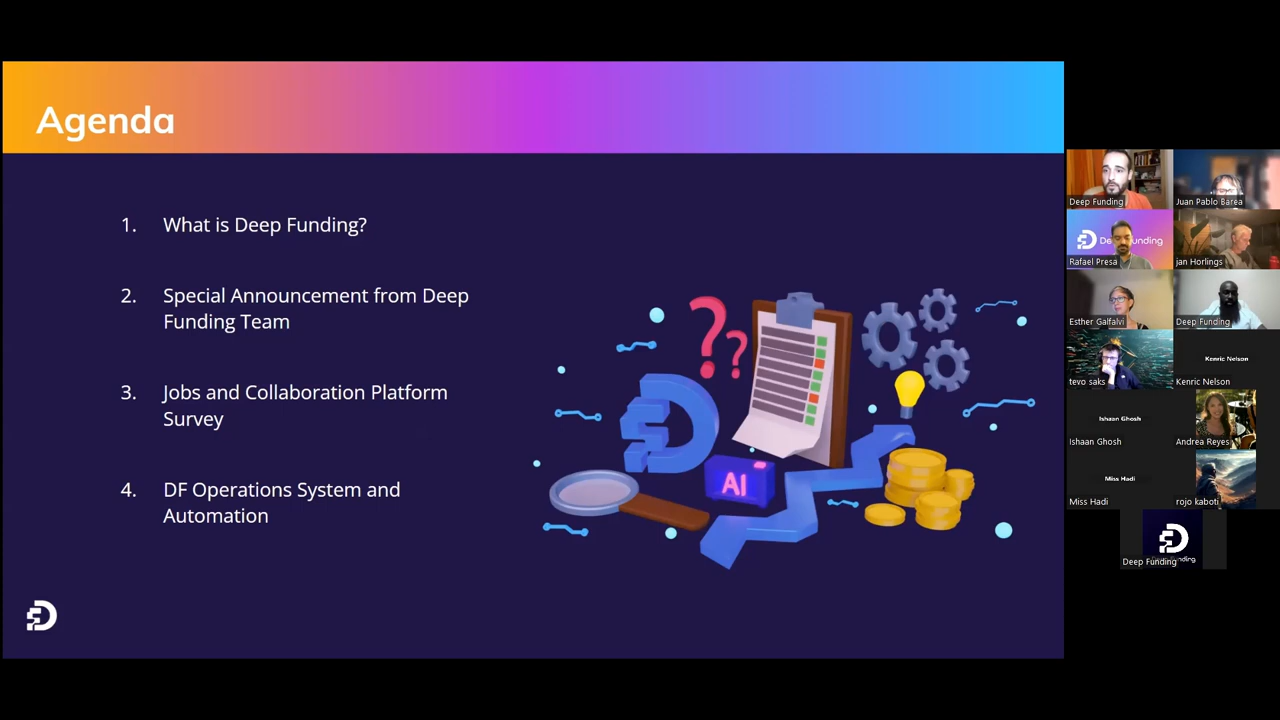 Agenda
1. What is Deep Funding?
2. Special Announcement from Deep
Funding Team
3. Jobs and Collaboration Platform
Survey
4. DF Operations System and
Automation
AI
Deep Funding
Juan Pablo Barea
Deep Funding
Rafael Presa
jan Horlings
Esther Galfalvi
Deep Funding
tevo saks
Kenric Nelson
Kenric Nelson
Ishaan Ghosh
Ishaan Ghosh
Andrea Reyes
Miss Hadi
Miss Hadi
rojo kaboti
Deep Funding